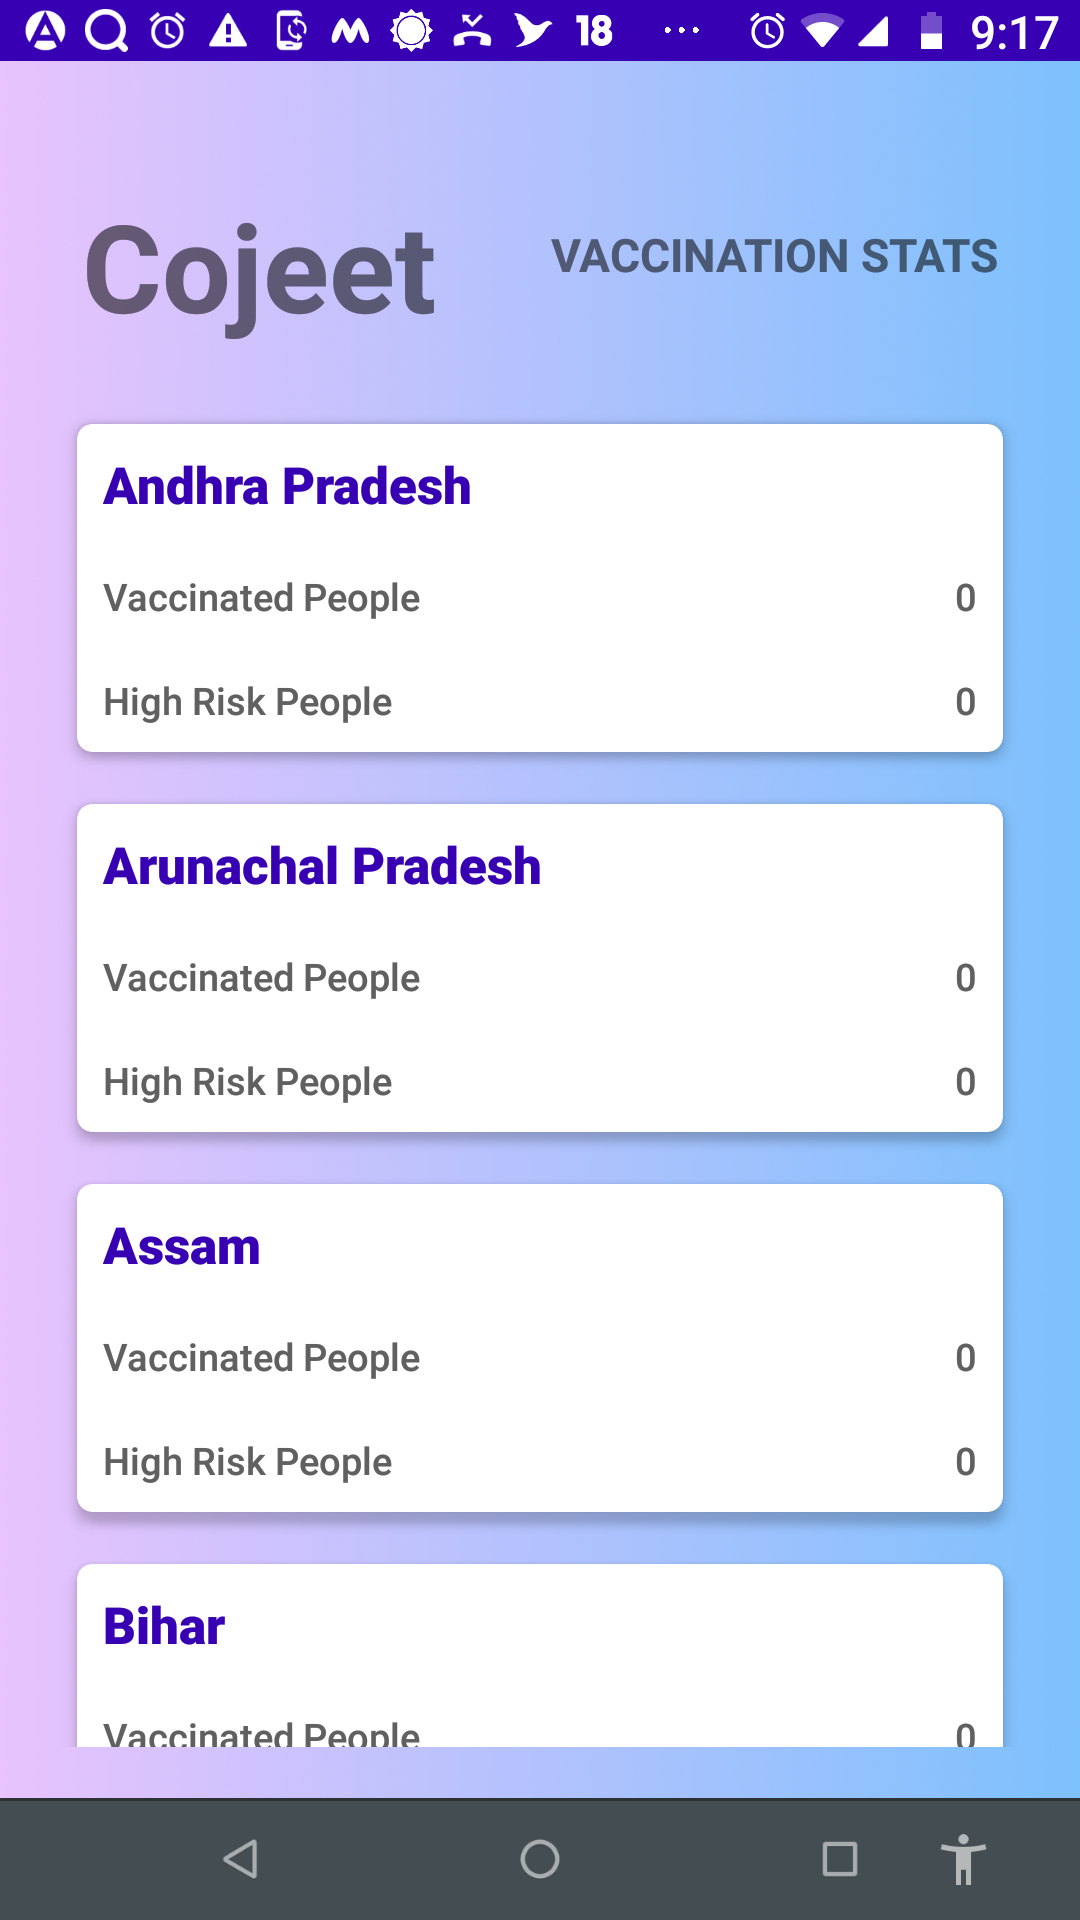 18 ... 9:17
Cojeet VACCINATION STATS
Andhra Pradesh
Vaccinated People 0
High Risk People 0
Arunachal Pradesh
Vaccinated People 0
High Risk People 0
Assam
Vaccinated People 0
High Risk People 0
Bihar
Vaccinated People 0